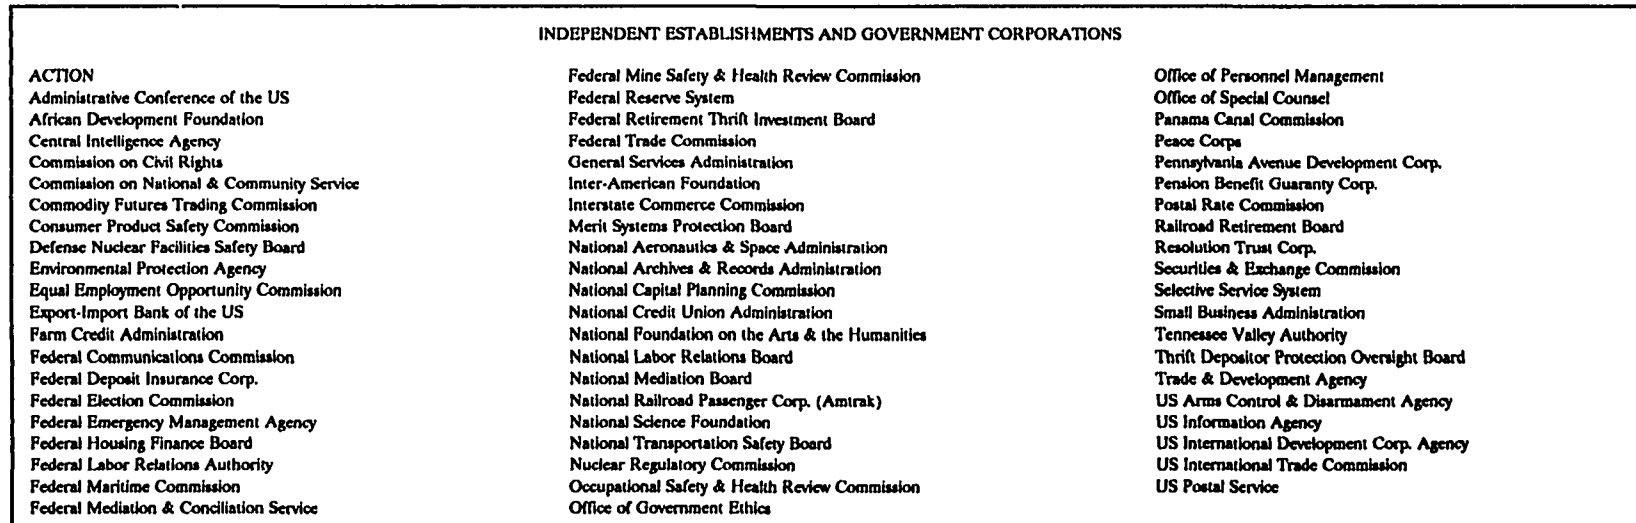 INDEPENDENT ESTABLISHMENTS AND GOVERNMENT CORPORATIONS
ACTION
Administrative Conference of the US
African Development Foundation
Central Intelligence Agency
Commission on Civil Rights
Commission on National & Community Service
Commodity Futures Trading Commission
Consumer Product Safety Commission
Defense Nuclear Facilities Safety Board
Environmental Protection Agency
Equal Employment Opportunity Commission
Export-Import Bank of the US
Farm Credit Administration
Federal Communications Commission
Federal Deposit Insurance Corp.
Federal Election Commission
Federal Emergency Management Agency
Federal Housing Finance Board
Federal Labor Relations Authority
Federal Maritime Commission
Federal Mediation & Conciliation Service
Federal Mine Safety & Health Review Commission
Federal Reserve System
Federal Retirement Thrift Investment Board
Federal Trade Commission
General Services Administration
Inter-American Foundation
Interstate Commerce Commission
Merit Systems Protection Board
National Aeronautics & Space Administration
National Archives & Records Administration
National Capital Planning Commission
National Credit Union Administration
National Foundation on the Arts & the Humanities
National Labor Relations Board
National Mediation Board
National Railroad Passenger Corp. (Amtrak)
National Science Foundation
National Transportation Safety Board
Nuclear Regulatory Commission
Occupational Safety & Health Review Commission
Office of Government Ethics
Office of Personnel Management
Office of Special Counsel
Panama Canal Commission
Peace Corps
Pennsylvania Avenue Development Corp.
Pension Benefit Guaranty Corp.
Postal Rate Commission
Railroad Retirement Board
Resolution Trust Corp.
Securities & Exchange Commission
Selective Service System
Small Business Administration
Tennessee Valley Authority
Thrift Depositor Protection Oversight Board
Trade & Development Agency
US Arms Control & Disarmament Agency
US Information Agency
US International Development Corp. Agency
US International Trade Commission
US Postal Service